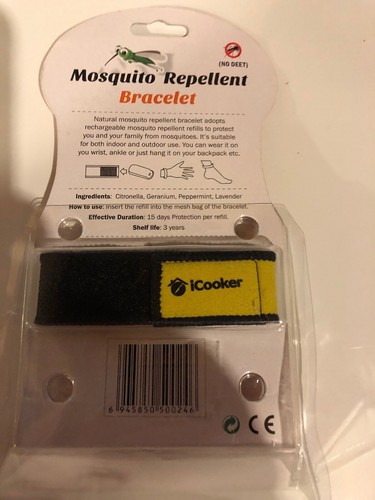 (NO DEET)
Mosquito Repellent
Bracelet
Natural mosquito repellent bracelet adopts
rechargeable mosquito repellent refills to protect
you and your family from mosquitoes. It's suitable
for both indoor and outdoor use. You can wear it on
you wrist, ankle or just hang it on your backpack etc.
Ingredients: Citronella, Geranium, Peppermint, Lavender
How to use: insert the refill into the mesh bag of the bracelet.
Effective Duration: 15 days Protection per refill.
Shelf life: 3 years
iCooker
6 945850 500246
CE